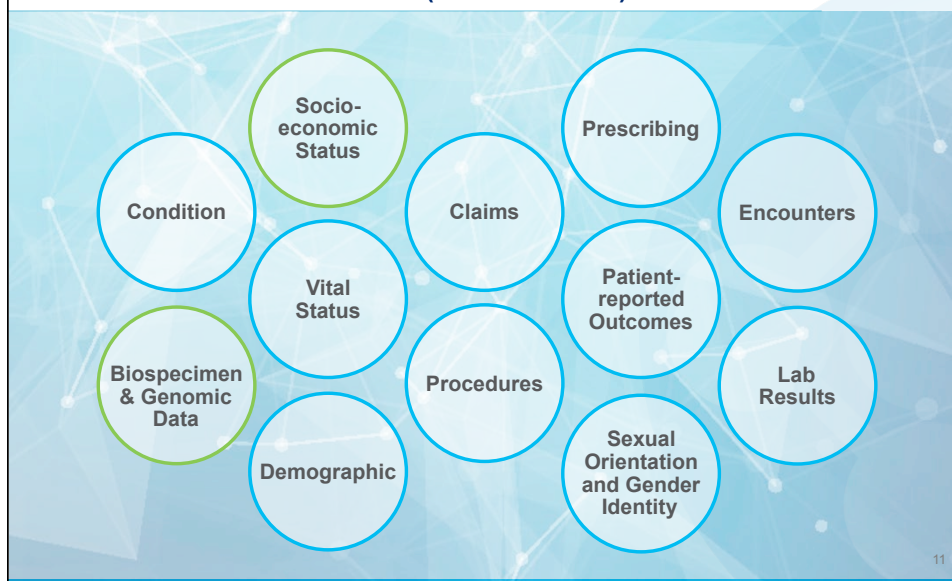 Socio-
economic
Status
Prescribing
Condition
Claims
Encounters
Vital
Status
Patient-
reported
Outcomes
Biospecimen
& Genomic
Data
Procedures
Lab
Results
Demographic
Sexual
Orientation
and Gender
Identity
11